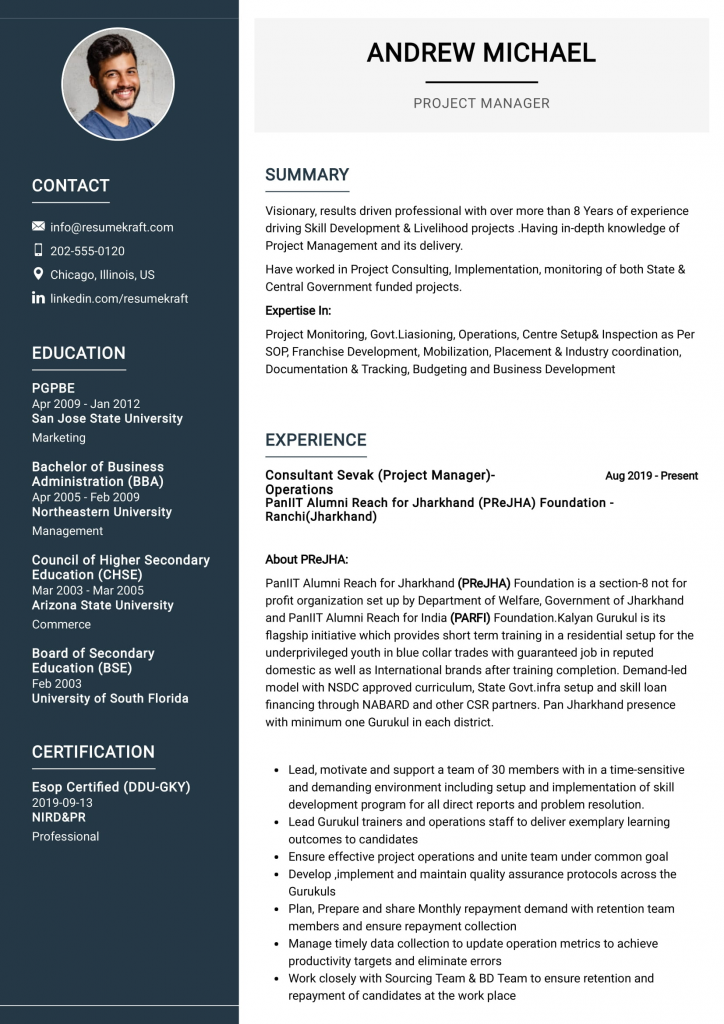 ANDREW MICHAEL
PROJECT MANAGER
CONTACT
info@resumekraft.com
202-555-0120
Chicago, Illinois, US
linkedin.com/resumekraft
EDUCATION
PGPBE
Apr 2009 - Jan 2012
San Jose State University
Marketing
Bachelor of Business
Administration (BBA)
Apr 2005 - Feb 2009
Northeastern University
Management
Council of Higher Secondary
Education (CHSE)
Mar 2003 - Mar 2005
Arizona State University
Commerce
Board of Secondary
Education (BSE)
Feb 2003
University of South Florida
CERTIFICATION
Esop Certified (DDU-GKY)
2019-09-13
NIRD&PR
Professional
SUMMARY
Visionary, results driven professional with over more than 8 Years of experience
driving Skill Development & Livelihood projects .Having in-depth knowledge of
Project Management and its delivery.
Have worked in Project Consulting, Implementation, monitoring of both State &
Central Government funded projects.
Expertise In:
Project Monitoring, Govt.Liasioning, Operations, Centre Setup& Inspection as Per
SOP, Franchise Development, Mobilization, Placement & Industry coordination,
Documentation & Tracking, Budgeting and Business Development
EXPERIENCE
Consultant Sevak (Project Manager)- Aug 2019 - Present
Operations
PanIIT Alumni Reach for Jharkhand (PReJHA) Foundation -
Ranchi(Jharkhand)
About PReJHA:
PanIIT Alumni Reach for Jharkhand (PReJHA) Foundation is a section-8 not for
profit organization set up by Department of Welfare, Government of Jharkhand
and PanIIT Alumni Reach for India (PARFI) Foundation.Kalyan Gurukul is its
flagship initiative which provides short term training in a residential setup for the
underprivileged youth in blue collar trades with guaranteed job in reputed
domestic as well as International brands after training completion. Demand-led
model with NSDC approved curriculum, State Govt.infra setup and skill loan
financing through NABARD and other CSR partners. Pan Jharkhand presence
with minimum one Gurukul in each district.
• Lead, motivate and support a team of 30 members with in a time-sensitive
and demanding environment including setup and implementation of skill
development program for all direct reports and problem resolution.
• Lead Gurukul trainers and operations staff to deliver exemplary learning
outcomes to candidates
• Ensure effective project operations and unite team under common goal
• Develop ,implement and maintain quality assurance protocols across the
Gurukuls
• Plan, Prepare and share Monthly repayment demand with retention team
members and ensure repayment collection
• Manage timely data collection to update operation metrics to achieve
productivity targets and eliminate errors
• Work closely with Sourcing Team & BD Team to ensure retention and
repayment of candidates at the work place